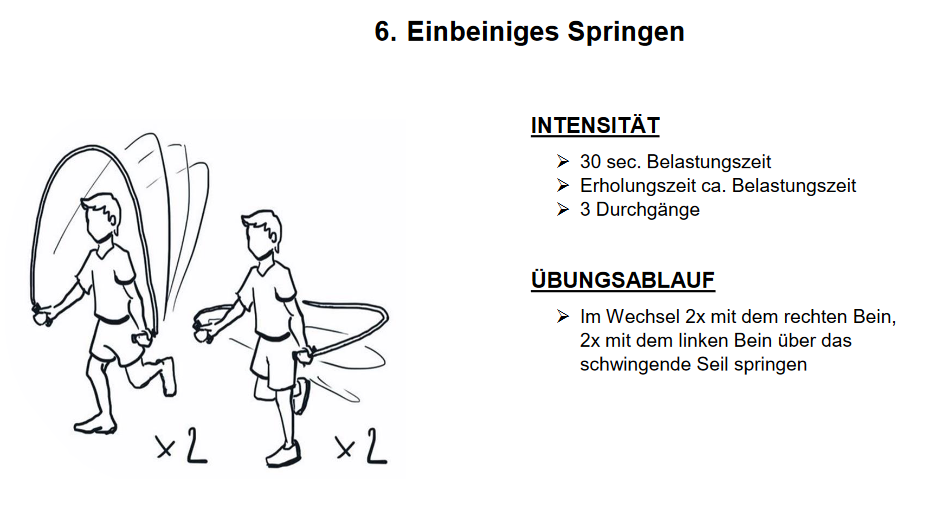 6. Einbeiniges Springen
INTENSITÄT
➢ 30 sec. Belastungszeit
➢ Erholungszeit ca. Belastungszeit
➢ 3 Durchgänge
ÜBUNGSABLAUF
➢ Im Wechsel 2x mit dem rechten Bein,
2x mit dem linken Bein über das
schwingende Seil springen
x2
x2